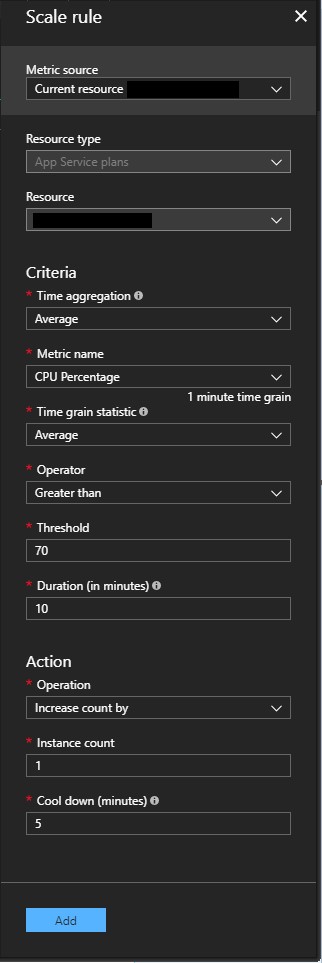 Scale rule
Metric source
Current resource
Resource type
App Service plans
Resource
Criteria
* Time aggregation
Average
* Metric name
CPU Percentage
1 minute time grain
* Time grain statistic
Average
* Operator
Greater than
* Threshold
70
* Duration (in minutes)
10
Action
* Operation
Increase count by
* Instance count
1
* Cool down (minutes)
5
Add